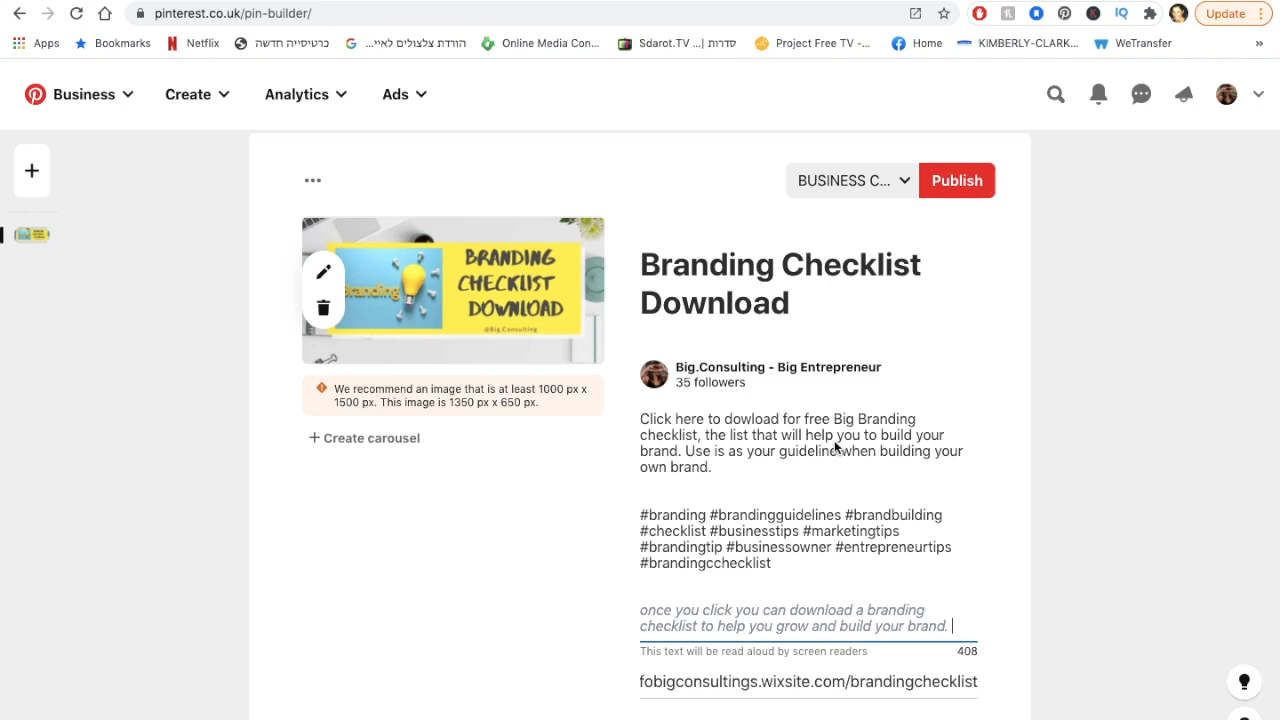 pinterest.co.uk/pin-builder/
Update
Apps
Bookmarks
Netflix
כרטיסייה חדשה
הורדת צלצולים לאיי...
Online Media Con...
Sdarot.TV ...| סדרות
Project Free TV -...
Home
KIMBERLY-CLARK...
WeTransfer
»
Business
Create
Analytics
Ads
BUSINESS C...
Publish
Branding
BRANDING
CHECKLIST
DOWNLOAD
@Big.Consulting
We recommend an image that is at least 1000 px x
1500 px. This image is 1350 px x 650 px.
+ Create carousel
Branding Checklist
Download
Big.Consulting - Big Entrepreneur
35 followers
Click here to dowload for free Big Branding
checklist, the list that will help you to build your
brand. Use is as your guideline when building your
own brand.
#branding #brandingguidelines #brandbuilding
#checklist #businesstips #marketingtips
#brandingtip #businessowner #entrepreneurtips
#brandingcchecklist
once you click you can download a branding
checklist to help you grow and build your brand.
This text will be read aloud by screen readers
408
fobigconsultings.wixsite.com/brandingchecklist